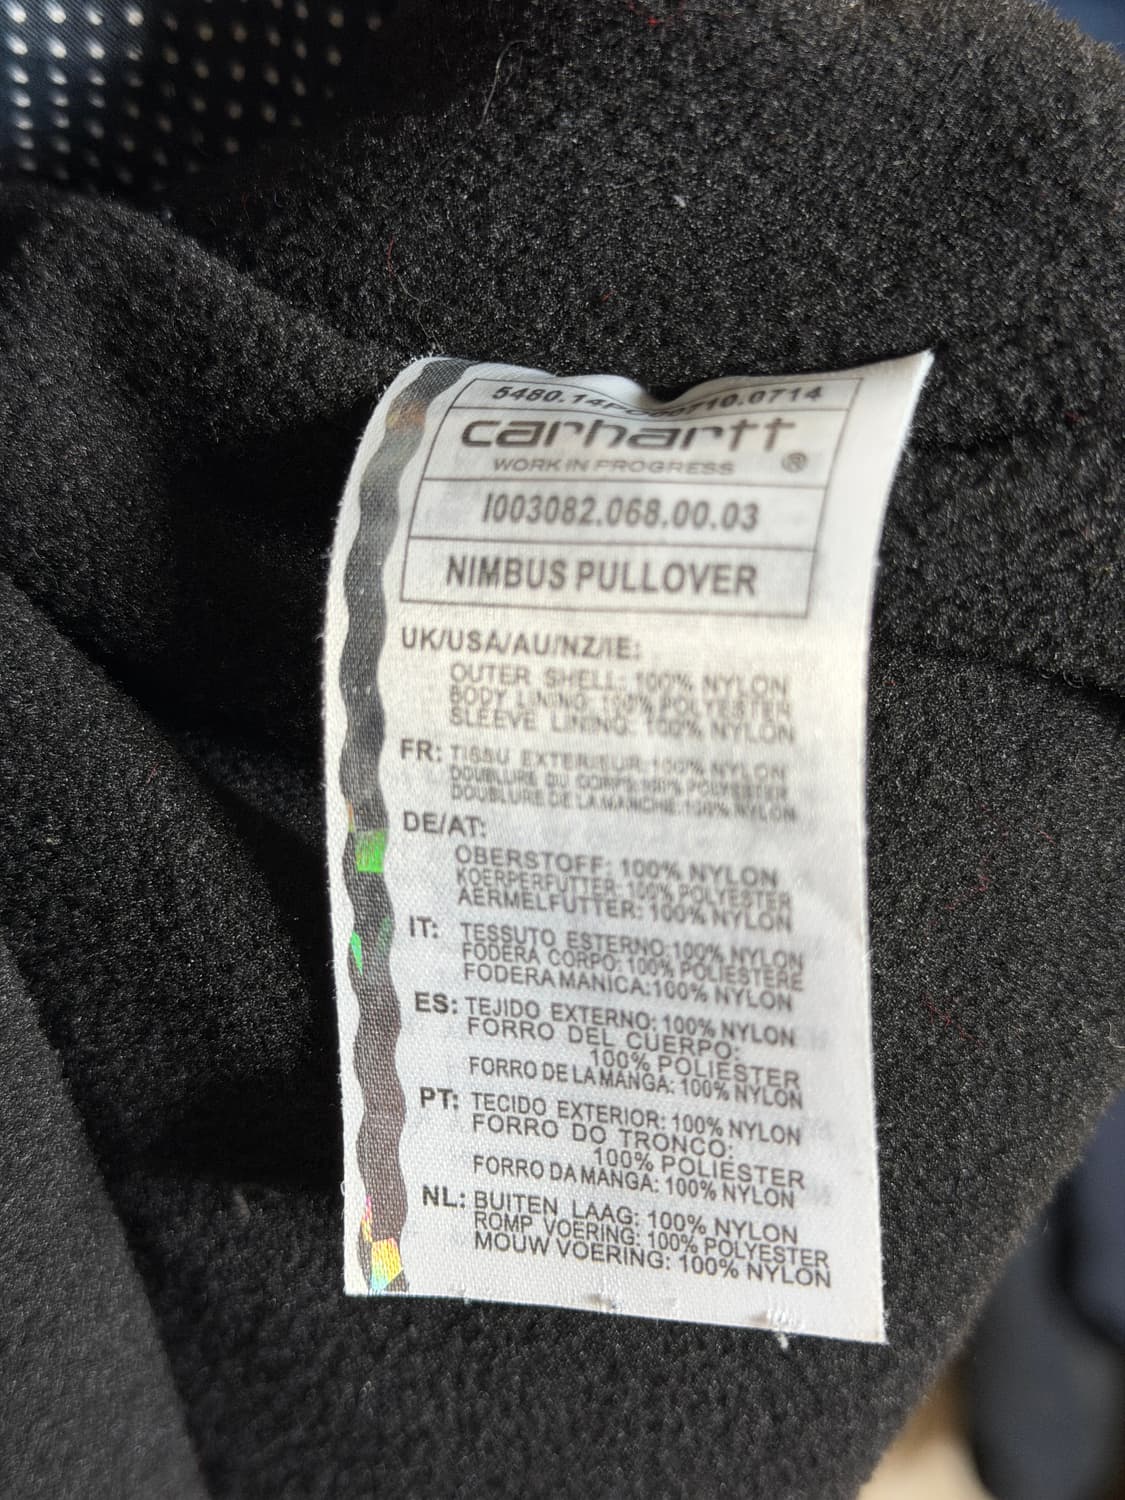 carhartt
WORK IN PROGRESS ®
I003082.068.00.03
NIMBUS PULLOVER
UK/USA/AU/NZ/IE:
OUTER SHELL: 100% NYLON
BODY LINING: 100% POLYESTER
SLEEVE LINING: 100% NYLON
FR: TISSU EXTERIEUR:100% NYLON
DOUBLURE DU CORPS:100% POLYESTER
DOUBLURE DE LA MANCHE:100% NYLON
DE/AT:
OBERSTOFF: 100% NYLON
KOERPERFUTTER: 100% POLYESTER
AERMELFUTTER: 100% NYLON
IT: TESSUTO ESTERNO:100% NYLON
FODERA CORPO: 100% POLIESTERE
FODERA MANICA:100% NYLON
ES: TEJIDO EXTERNO: 100% NYLON
FORRO DEL CUERPO:
100% POLIESTER
FORRO DE LA MANGA: 100% NYLON
PT: TECIDO EXTERIOR: 100% NYLON
FORRO DO TRONCO:
100% POLIESTER
FORRO DA MANGA: 100% NYLON
NL: BUITEN LAAG: 100% NYLON
ROMP VOERING: 100% POLYESTER
MOUW VOERING: 100% NYLON